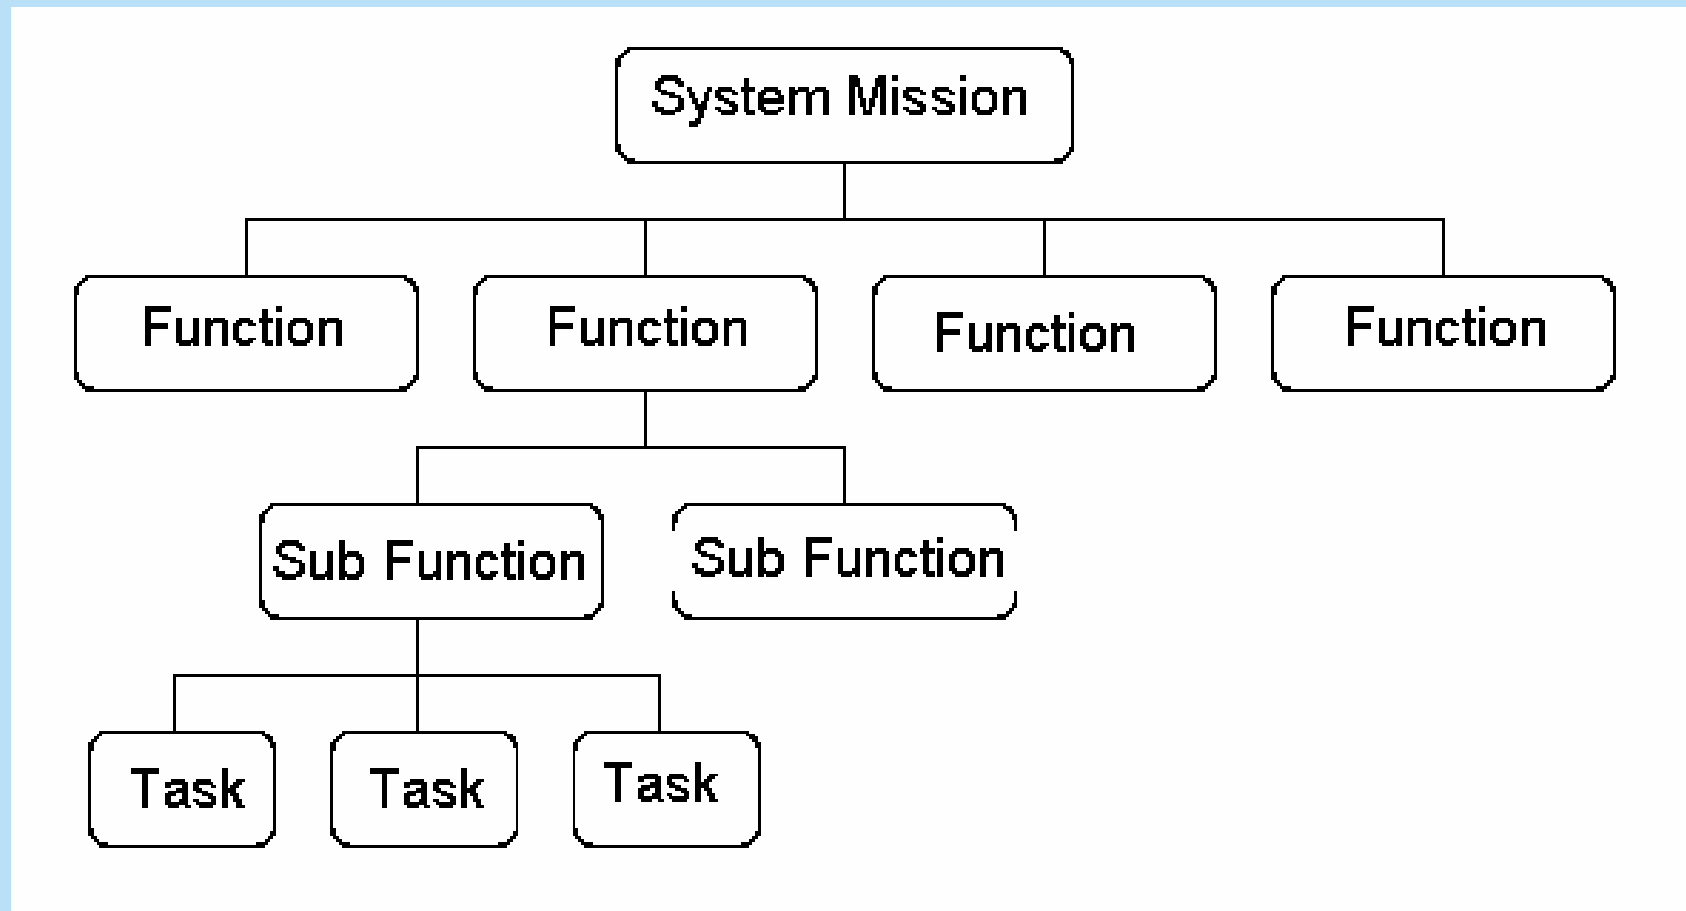 System Mission
Function
Function
Function
Function
Sub Function
Sub Function
Task
Task
Task